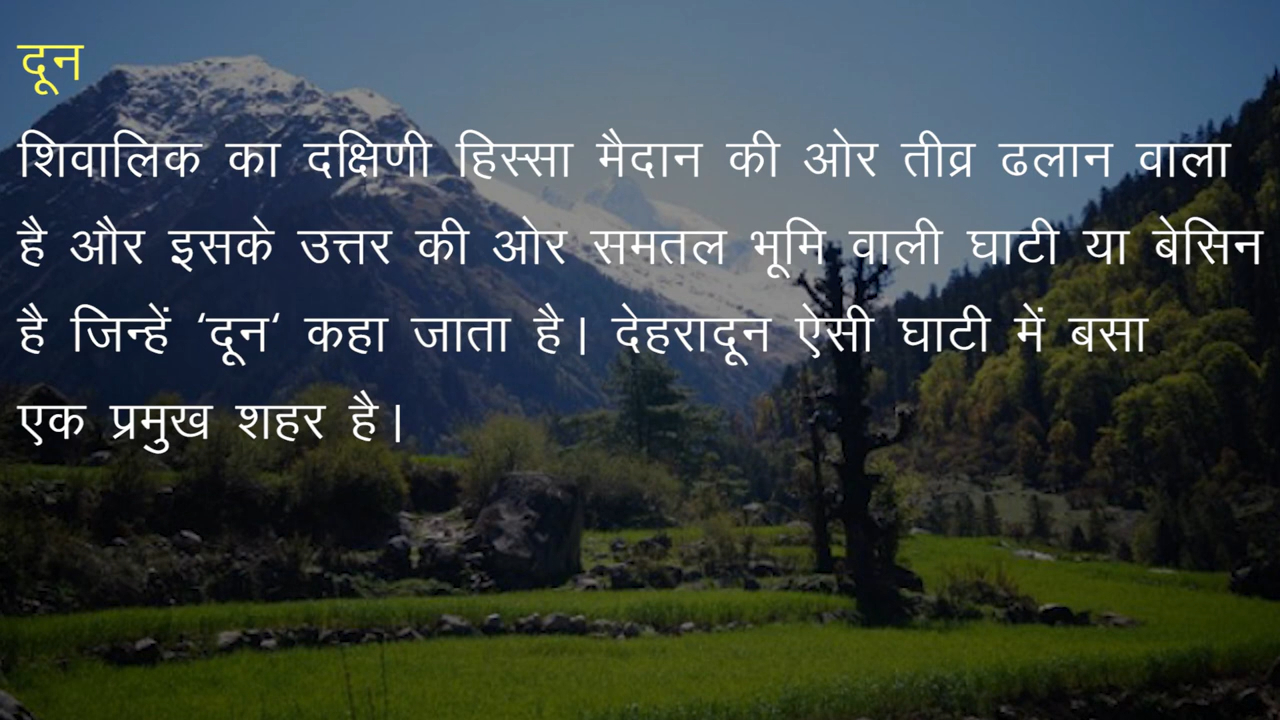 दून
शिवालिक का दक्षिणी हिस्सा मैदान की ओर तीव्र ढलान वाला
है और इसके उत्तर की ओर समतल भूमि वाली घाटी या बेसिन
है जिन्हें ‘दून‘ कहा जाता है| देहरादून ऐसी घाटी में बसा
एक प्रमुख शहर है|